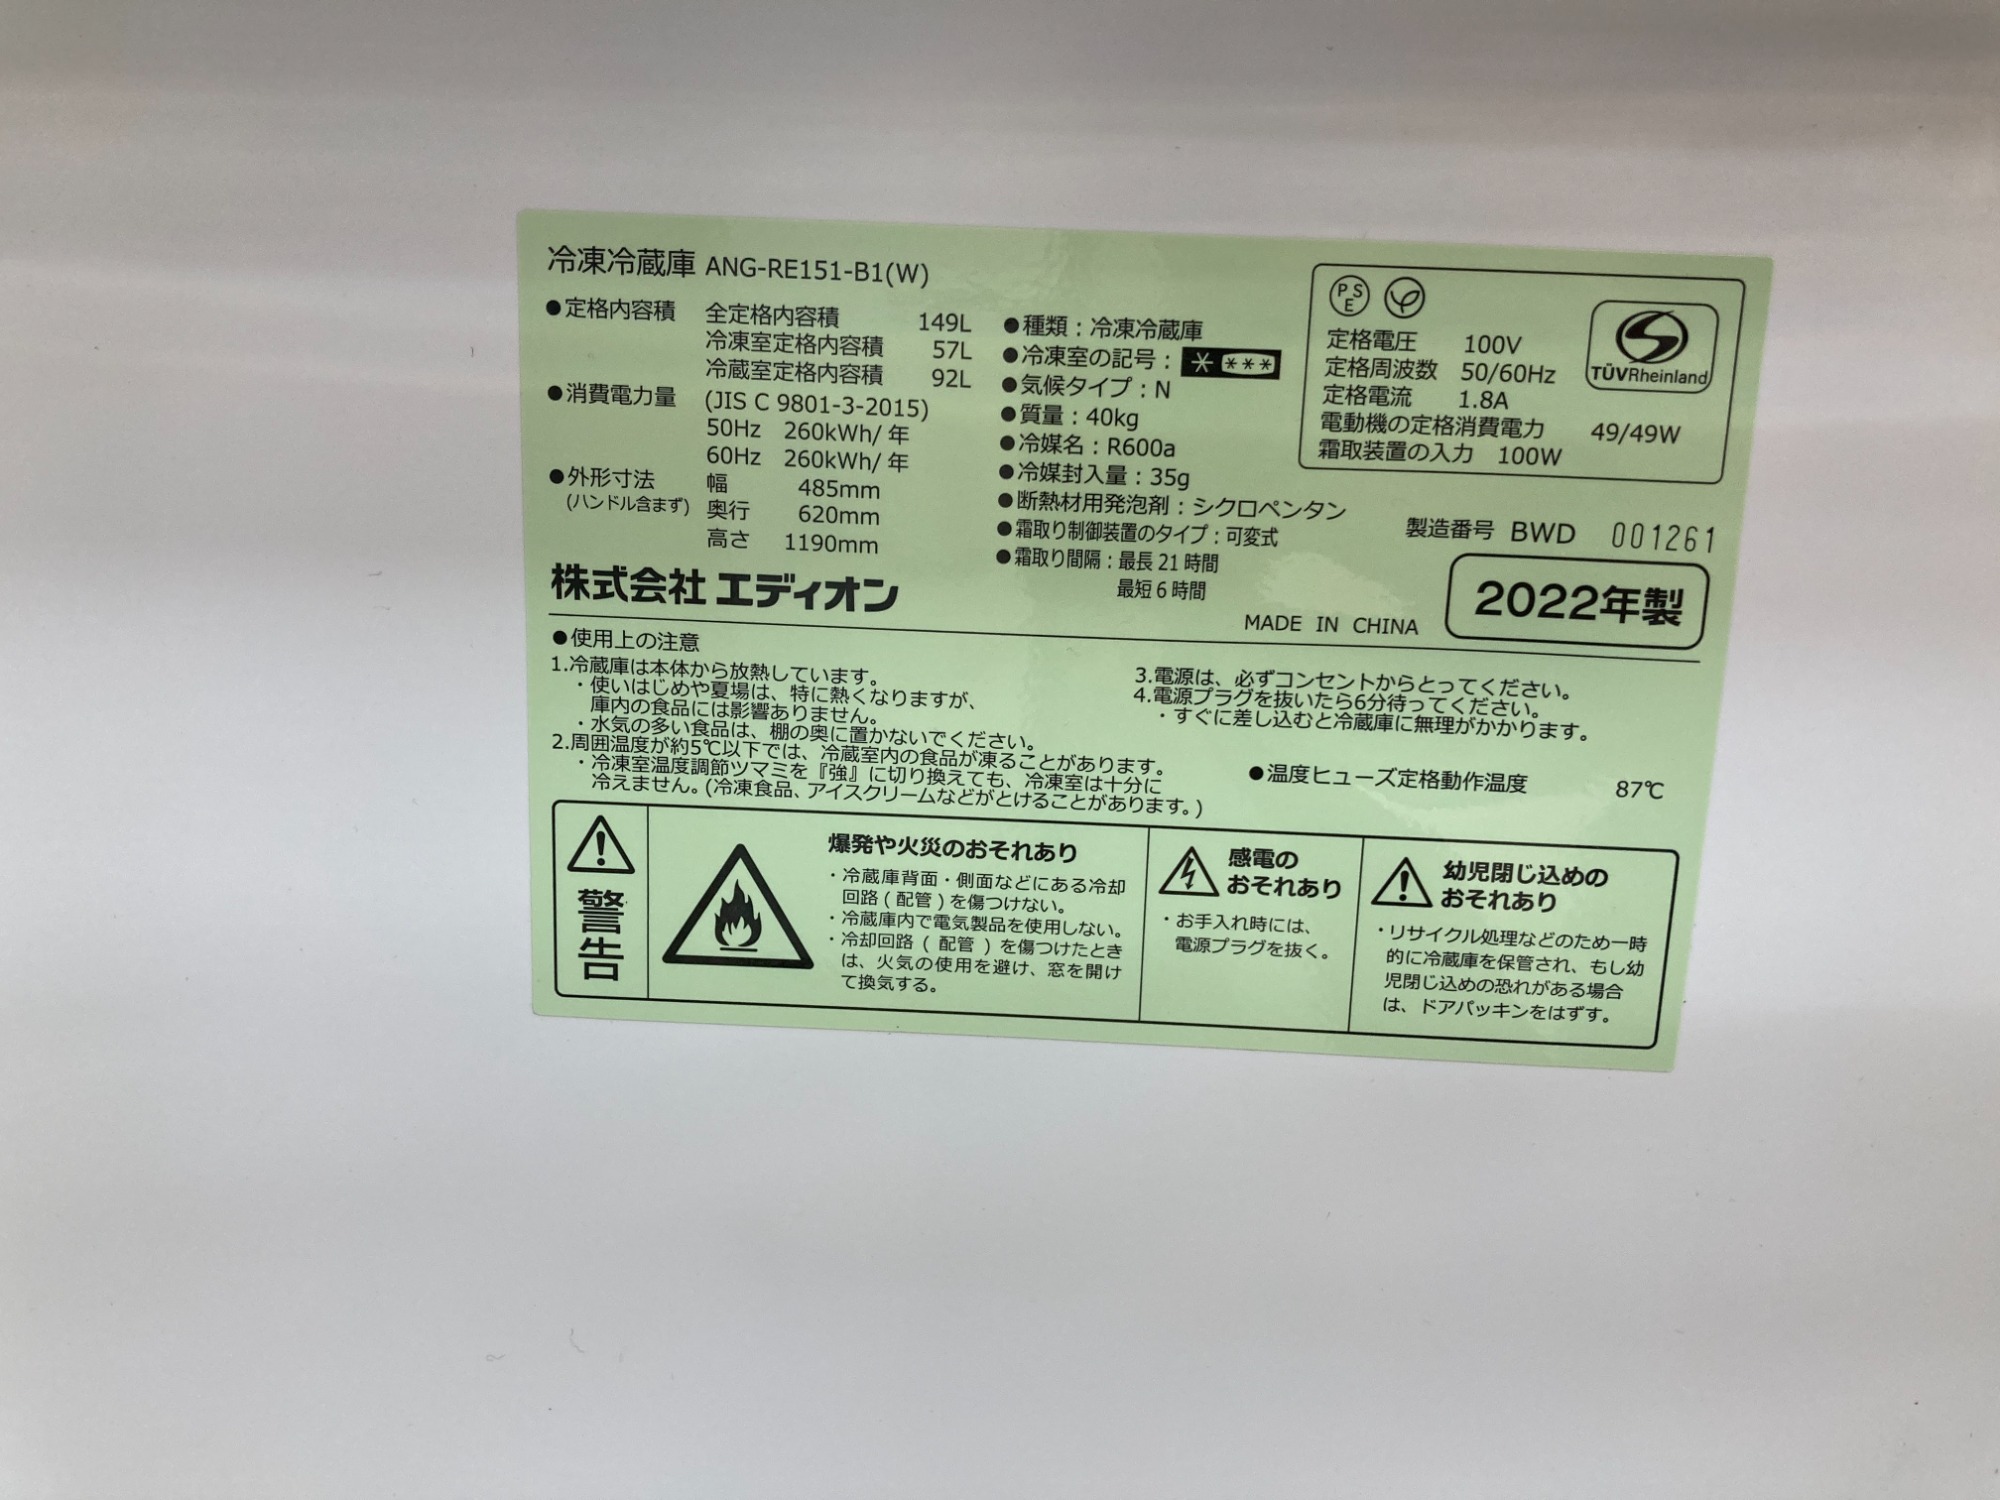 冷凍冷蔵庫 ANG-RE151-B1(W)
●定格内容積 全定格内容積 149L
冷凍室定格内容積 57L
冷蔵室定格内容積 92L
●消費電力量 (JIS C 9801-3-2015)
50Hz 260kWh/年
60Hz 260kWh/年
●外形寸法 幅 485mm
(ハンドル含まず) 奥行 620mm
高さ 1190mm
株式会社 エディオン
●種類：冷凍冷蔵庫
●冷凍室の記号：* ***
●気候タイプ：N
●質量：40kg
●冷媒名：R600a
●冷媒封入量：35g
●断熱材用発泡剤：シクロペンタン
●霜取り制御装置のタイプ：可変式
●霜取り間隔：最長21時間
最短6時間
PSE
定格電圧 100V
定格周波数 50/60Hz
定格電流 1.8A
電動機の定格消費電力 49/49W
霜取装置の入力 100W
TÜVRheinland
製造番号 BWD 001261
2022年製
MADE IN CHINA
●使用上の注意
1.冷蔵庫は本体から放熱しています。
・使いはじめや夏場は、特に熱くなりますが、
庫内の食品には影響ありません。
・水気の多い食品は、棚の奥に置かないでください。
2.周囲温度が約5℃以下では、冷蔵室内の食品が凍ることがあります。
・冷凍室温度調節ツマミを『強』に切り換えても、冷凍室は十分に
冷えません。(冷凍食品、アイスクリームなどがとけることがあります。)
3.電源は、必ずコンセントからとってください。
4.電源プラグを抜いたら6分待ってください。
・すぐに差し込むと冷蔵庫に無理がかかります。
●温度ヒューズ定格動作温度 87℃
警告
爆発や火災のおそれあり
・冷蔵庫背面・側面などにある冷却
回路(配管)を傷つけない。
・冷蔵庫内で電気製品を使用しない。
・冷却回路(配管)を傷つけたとき
は、火気の使用を避け、窓を開け
て換気する。
感電の
おそれあり
・お手入れ時には、
電源プラグを抜く。
幼児閉じ込めの
おそれあり
・リサイクル処理などのため一時
的に冷蔵庫を保管され、もし幼
児閉じ込めの恐れがある場合
は、ドアパッキンをはずす。